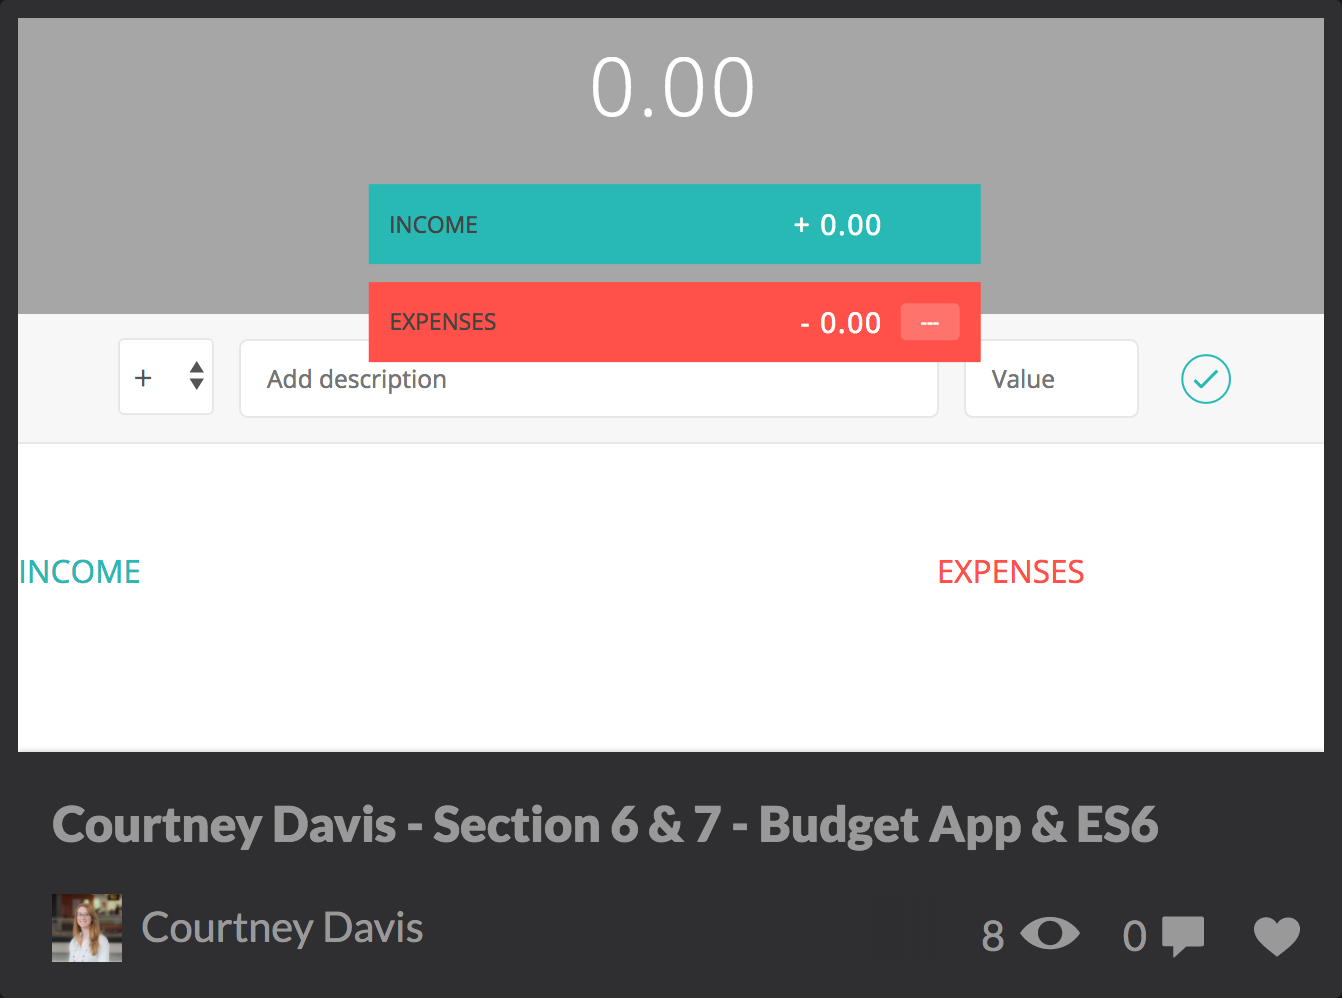 0.00
INCOME + 0.00
EXPENSES - 0.00 ---
+ Add description Value
INCOME EXPENSES
Courtney Davis - Section 6 & 7 - Budget App & ES6
Courtney Davis 8 0